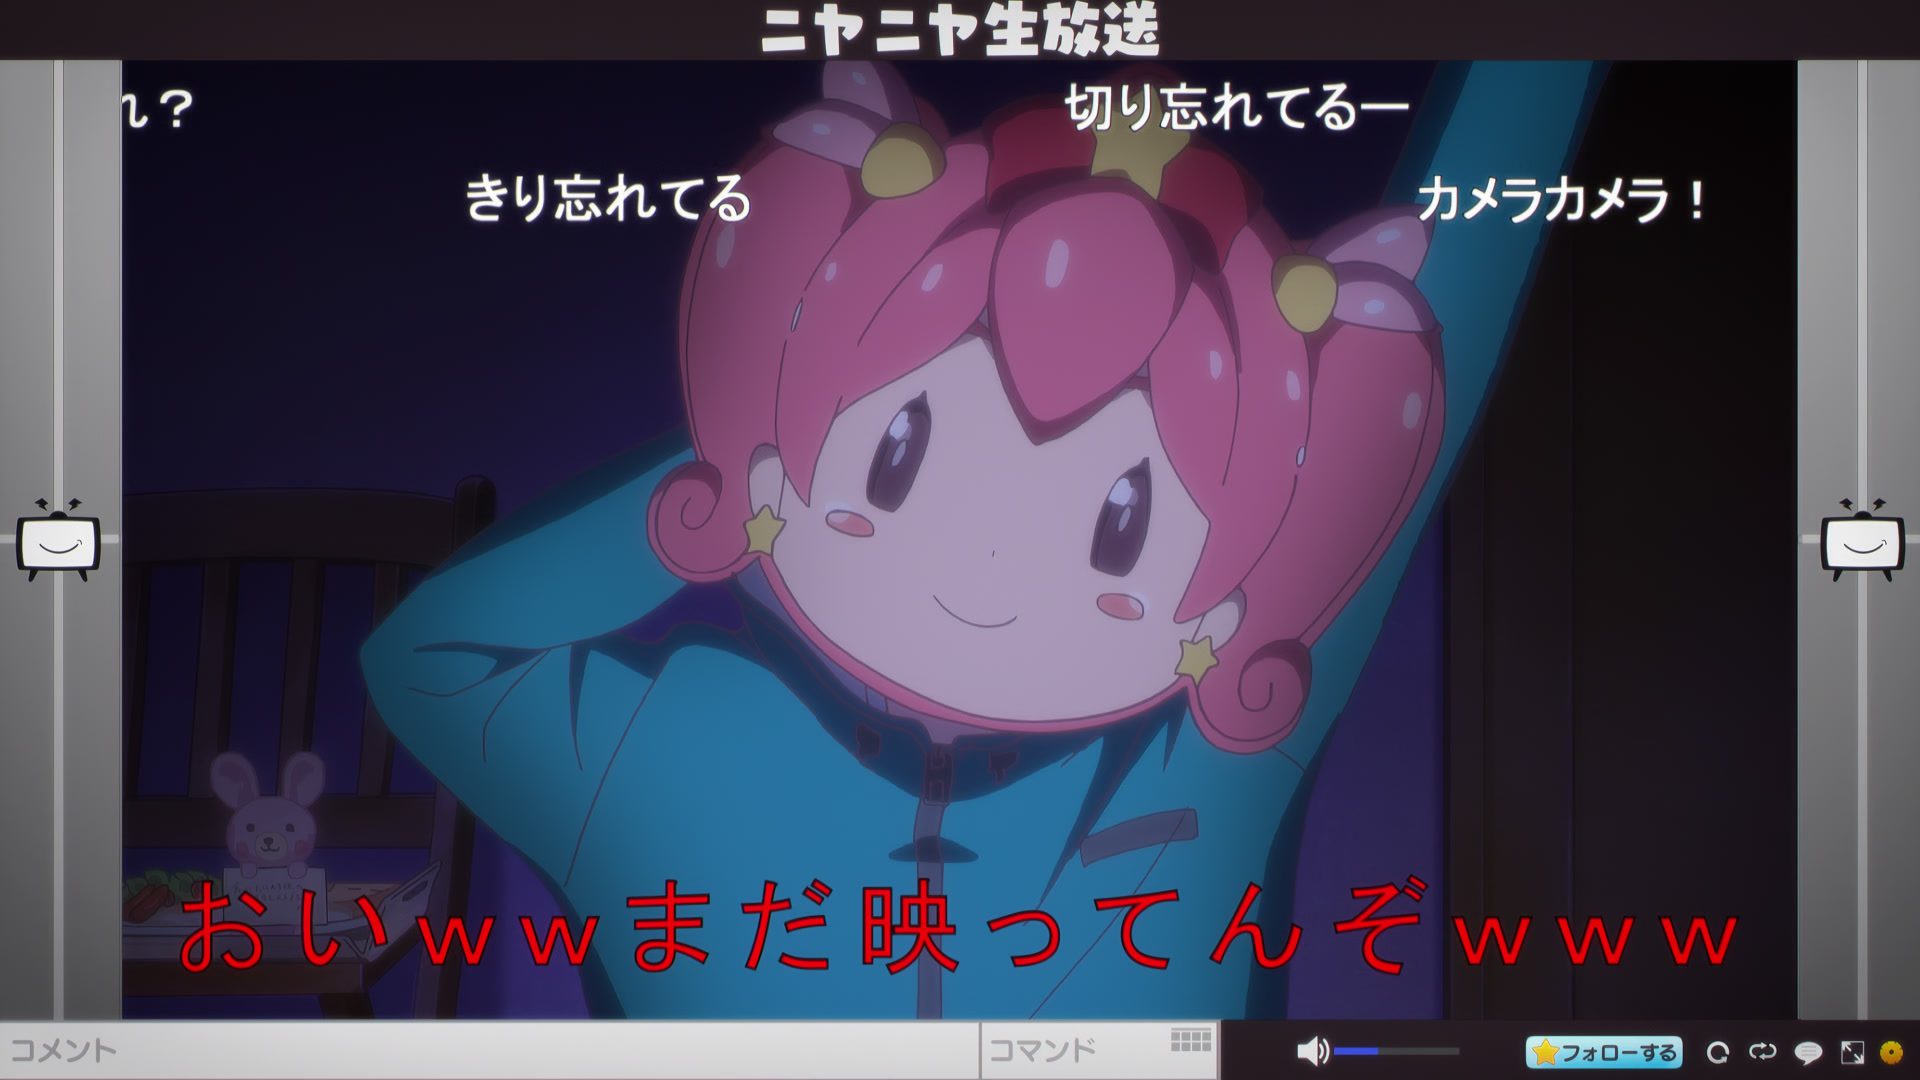 ニヤニヤ生放送
れ？
切り忘れてるー
きり忘れてる
カメラカメラ！
おいｗｗまだ映ってんぞｗｗｗ
コメント
コマンド
フォローする